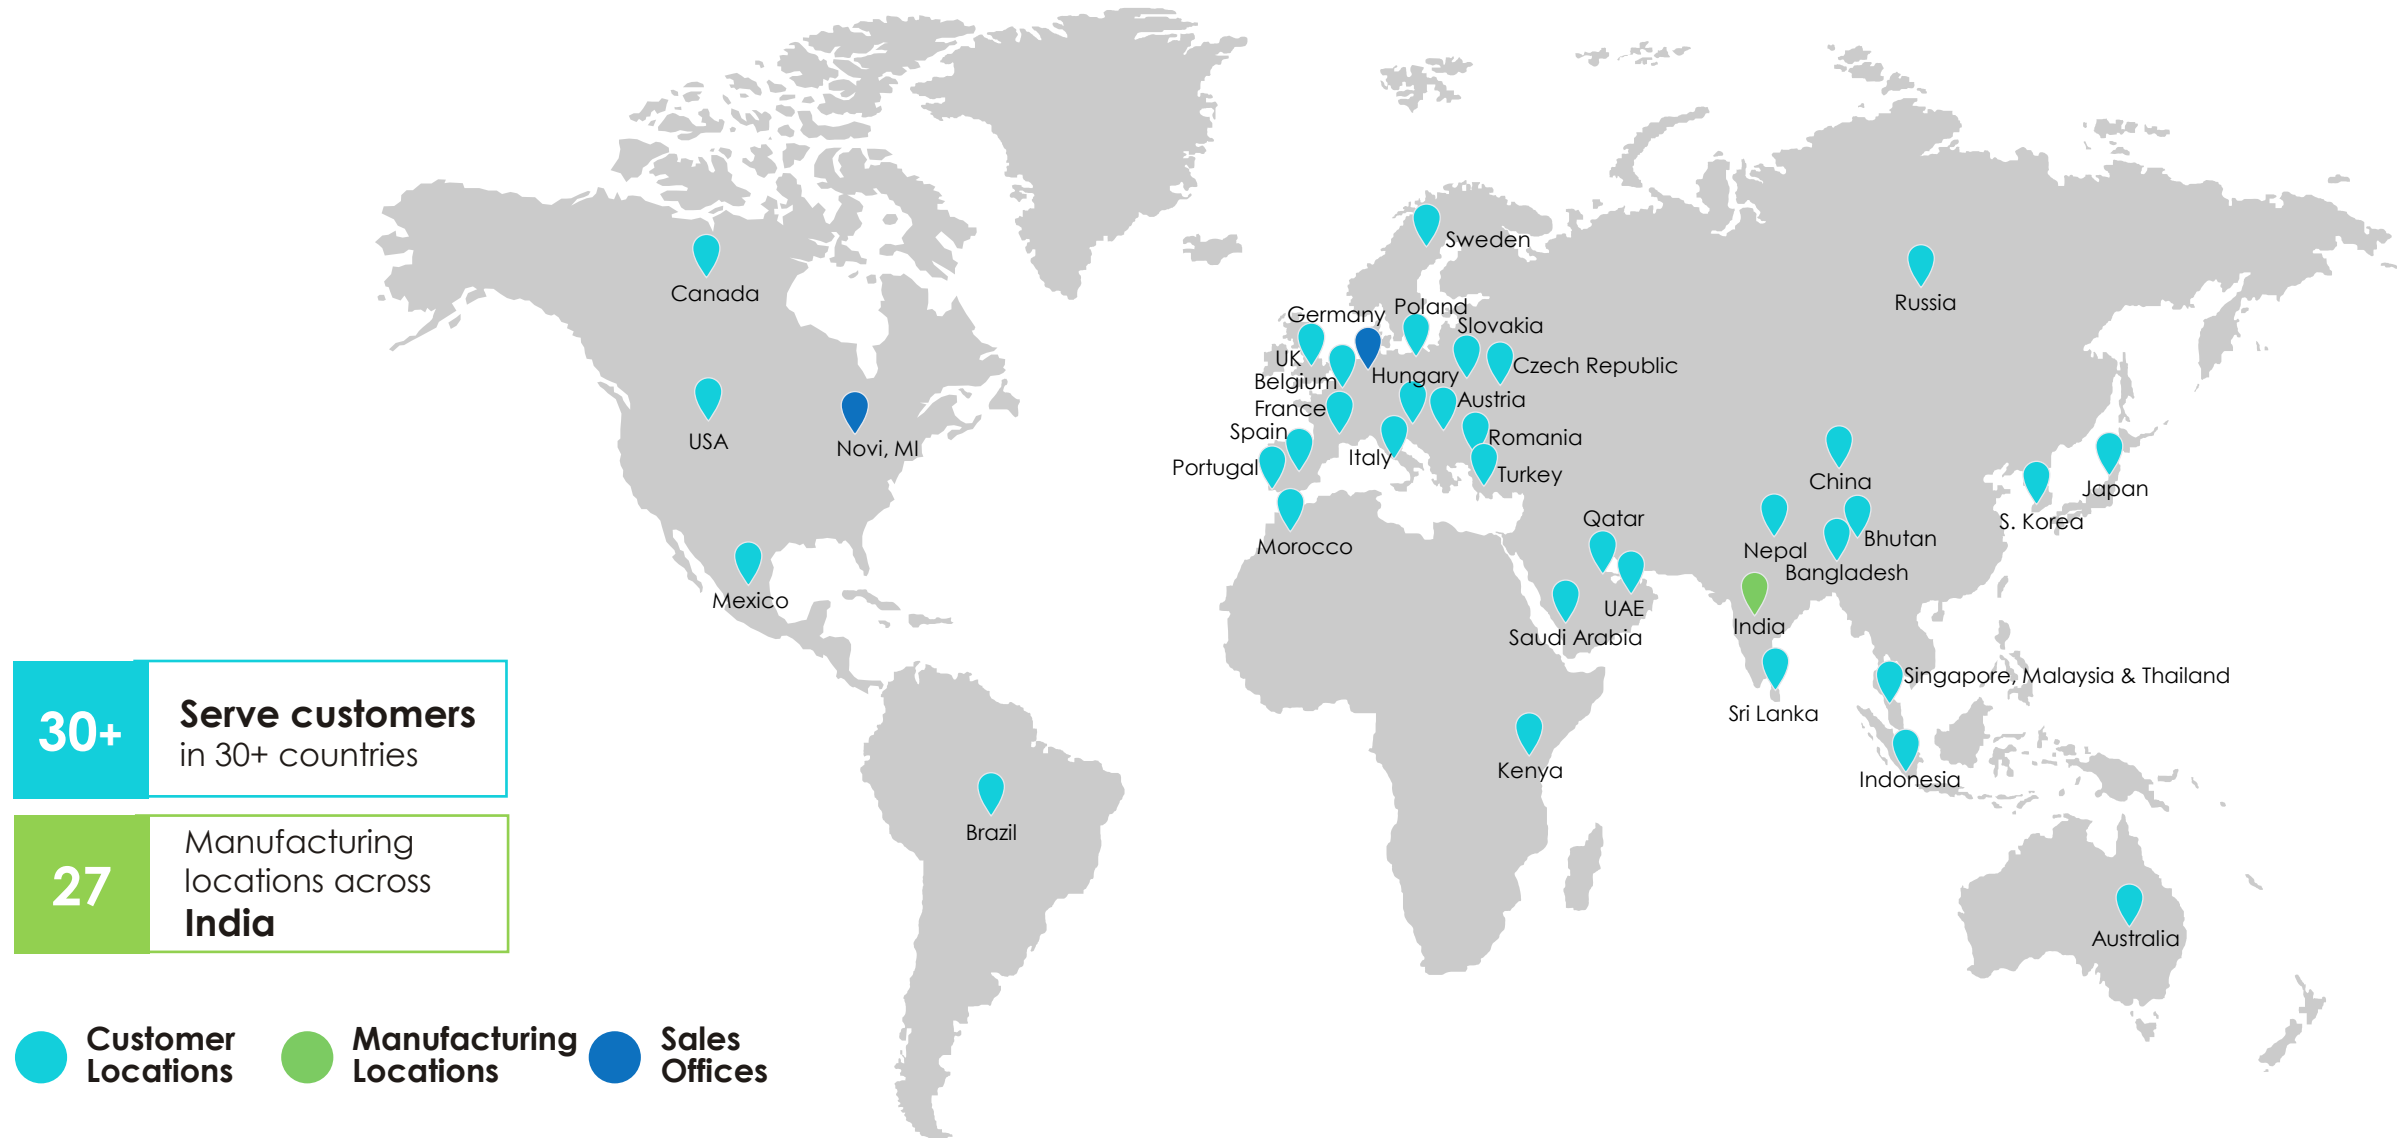 Sweden
Canada
Russia
Germany
Poland
Slovakia
UK
Czech Republic
Belgium
Hungary
France
Austria
USA
Novi, MI
Spain
Romania
Portugal
Italy
Turkey
China
Japan
Qatar
S. Korea
Morocco
Nepal
Bhutan
Bangladesh
Mexico
UAE
Saudi Arabia
India
Singapore, Malaysia & Thailand
Sri Lanka
Kenya
Indonesia
Brazil
Australia
30+
Serve customers
in 30+ countries
27
Manufacturing
locations across
India
Customer
Locations
Manufacturing
Locations
Sales
Offices